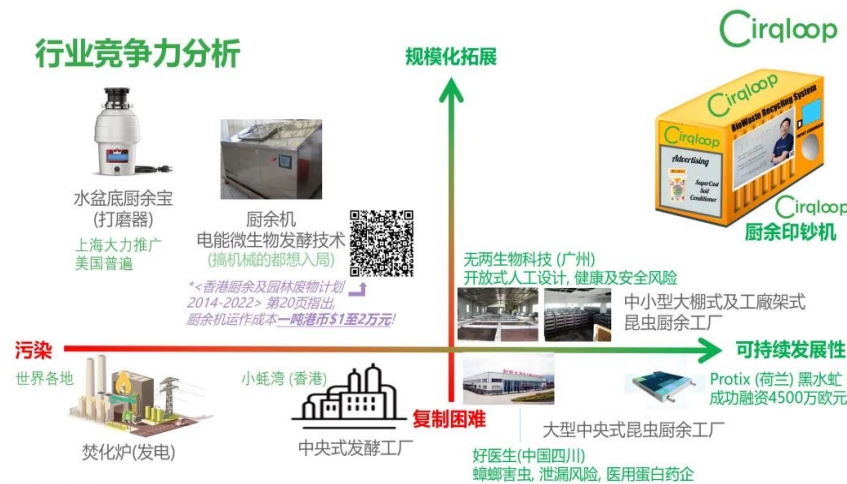 Cirqloop
行业竞争力分析
规模化拓展
Cirqloop
BioWaste Recycling System
Cirqloop
Advertising
SuperCool
Soil
Conditioner
Cirqloop
厨余印钞机
水盆底厨余宝
(打磨器)
上海大力推广
美国普遍
厨余机
电能微生物发酵技术
(搞机械的都想入局)
*<香港厨余及园林废物计划
2014-2022> 第20页指出,
厨余机运作成本一吨港币$1至2万元!
无两生物科技 (广州)
开放式人工设计, 健康及安全风险
中小型大棚式及工厰架式
昆虫厨余工厂
污染
可持续发展性
世界各地
焚化炉(发电)
小蚝湾 (香港)
中央式发酵工厂
复制困难
Protix (荷兰) 黑水虻
成功融资4500万欧元
大型中央式昆虫厨余工厂
好医生(中国四川)
蟑螂害虫, 泄漏风险, 医用蛋白药企